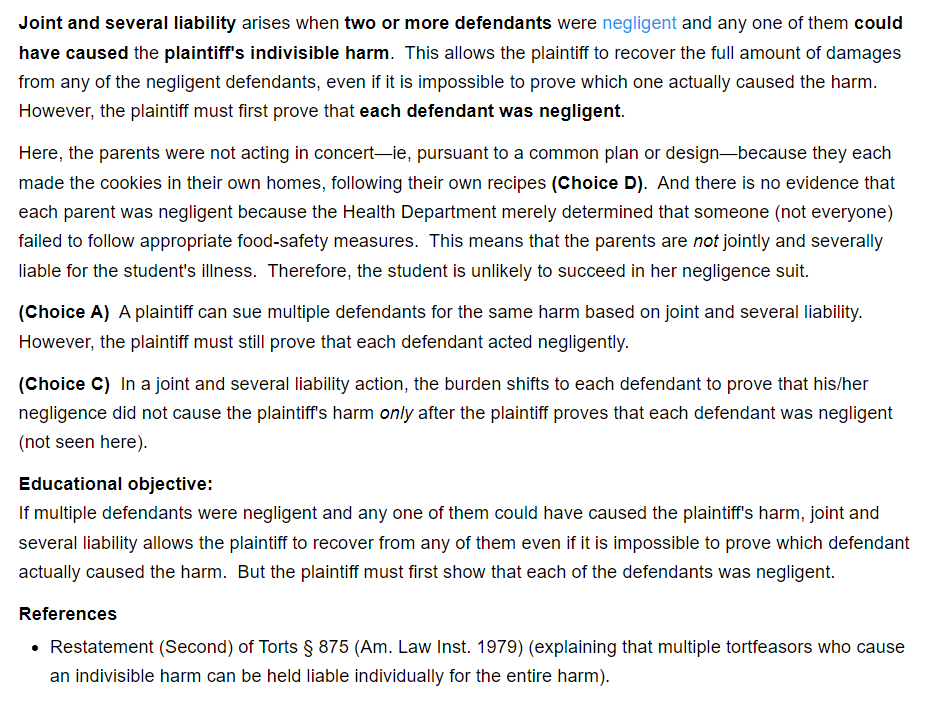 Joint and several liability arises when two or more defendants were negligent and any one of them could
have caused the plaintiff's indivisible harm.  This allows the plaintiff to recover the full amount of damages
from any of the negligent defendants, even if it is impossible to prove which one actually caused the harm.
However, the plaintiff must first prove that each defendant was negligent.
Here, the parents were not acting in concert—ie, pursuant to a common plan or design—because they each
made the cookies in their own homes, following their own recipes (Choice D).  And there is no evidence that
each parent was negligent because the Health Department merely determined that someone (not everyone)
failed to follow appropriate food-safety measures.  This means that the parents are not jointly and severally
liable for the student's illness.  Therefore, the student is unlikely to succeed in her negligence suit.
(Choice A)  A plaintiff can sue multiple defendants for the same harm based on joint and several liability.
However, the plaintiff must still prove that each defendant acted negligently.
(Choice C)  In a joint and several liability action, the burden shifts to each defendant to prove that his/her
negligence did not cause the plaintiff's harm only after the plaintiff proves that each defendant was negligent
(not seen here).
Educational objective:
If multiple defendants were negligent and any one of them could have caused the plaintiff's harm, joint and
several liability allows the plaintiff to recover from any of them even if it is impossible to prove which defendant
actually caused the harm.  But the plaintiff must first show that each of the defendants was negligent.
References
• Restatement (Second) of Torts § 875 (Am. Law Inst. 1979) (explaining that multiple tortfeasors who cause
an indivisible harm can be held liable individually for the entire harm).